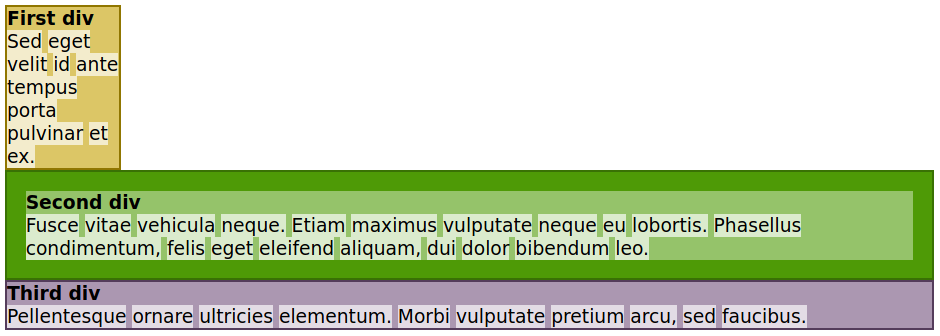 First div
Sed eget
velit id ante
tempus
porta
pulvinar et
ex.
Second div
Fusce vitae vehicula neque. Etiam maximus vulputate neque eu lobortis. Phasellus
condimentum, felis eget eleifend aliquam, dui dolor bibendum leo.
Third div
Pellentesque ornare ultricies elementum. Morbi vulputate pretium arcu, sed faucibus.